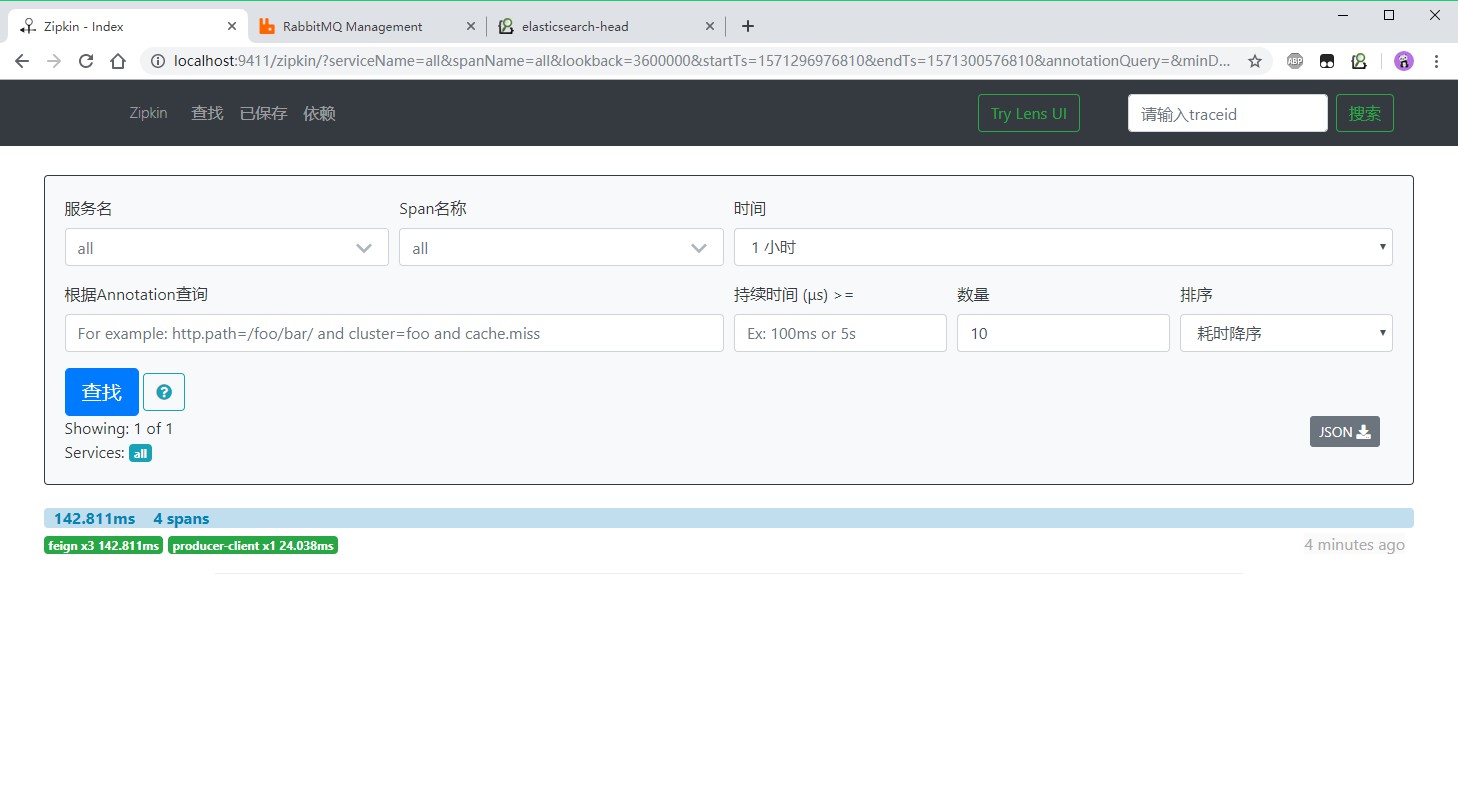 Zipkin - Index
RabbitMQ Management
elasticsearch-head
localhost:9411/zipkin/?serviceName=all&spanName=all&lookback=3600000&startTs=1571296976810&endTs=1571300576810&annotationQuery=&minD...
ABP
Zipkin 查找 已保存 依赖
Try Lens UI
请输入traceid
搜索
服务名 Span名称 时间
all all 1 小时
根据Annotation查询 持续时间 (μs) >= 数量 排序
For example: http.path=/foo/bar/ and cluster=foo and cache.miss Ex: 100ms or 5s 10 耗时降序
查找
Showing: 1 of 1
JSON
Services: all
142.811ms 4 spans
feign x3 142.811ms producer-client x1 24.038ms 4 minutes ago